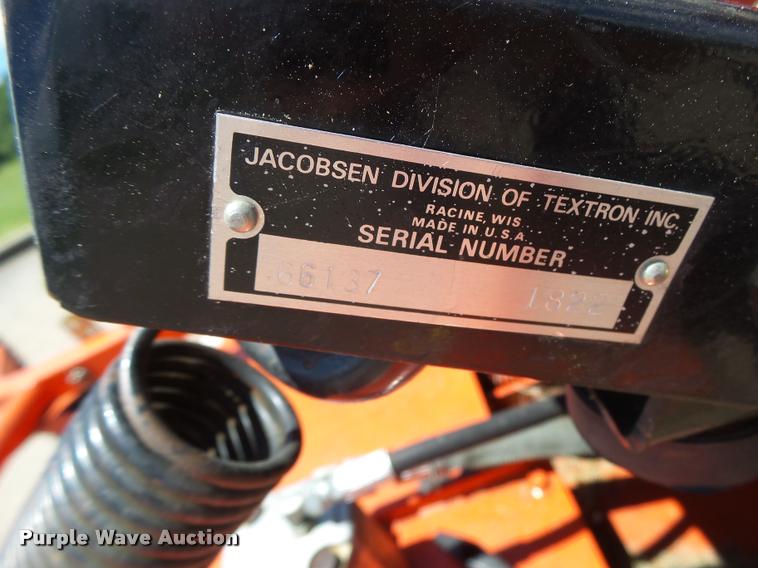 JACOBSEN DIVISION OF TEXTRON INC
RACINE, WIS.
MADE IN U.S.A.
SERIAL NUMBER
66137 1822
Purple Wave Auction